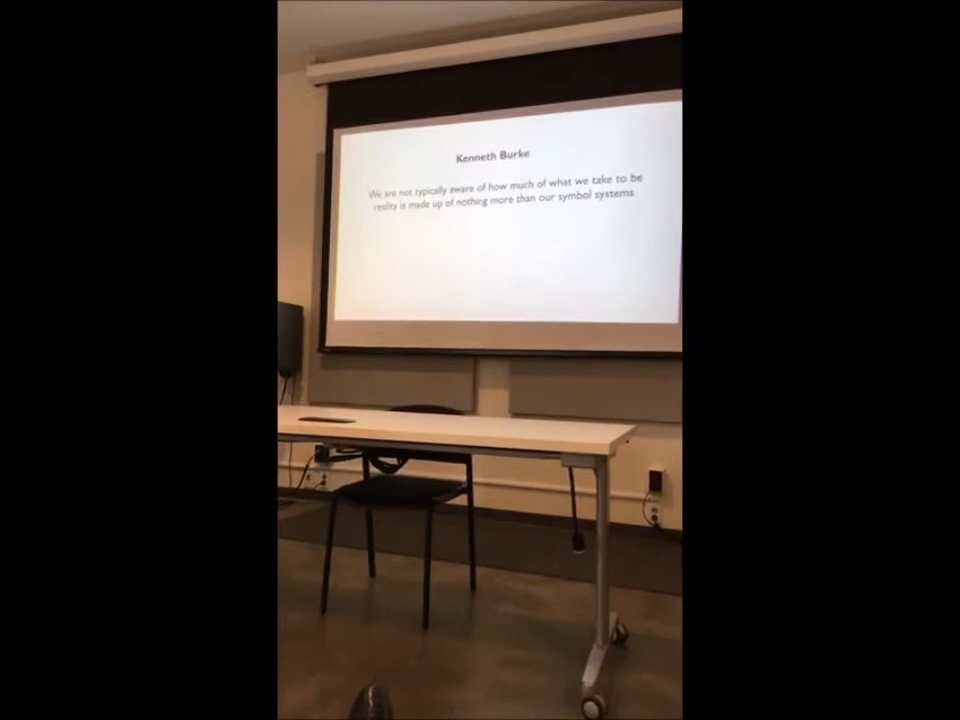 Kenneth Burke
We are not typically aware of how much of what we take to be
reality is made up of nothing more than our symbol systems